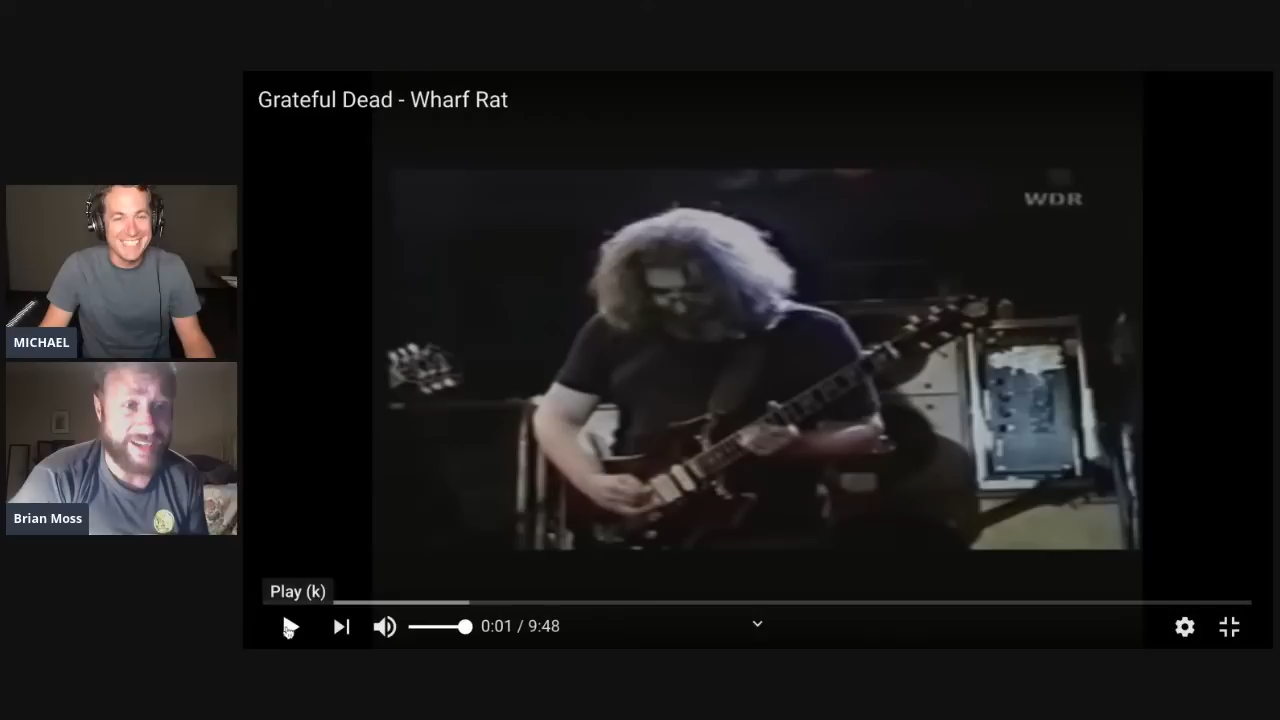 Grateful Dead - Wharf Rat
WDR
MICHAEL
Brian Moss
Play (k)
0:01 / 9:48